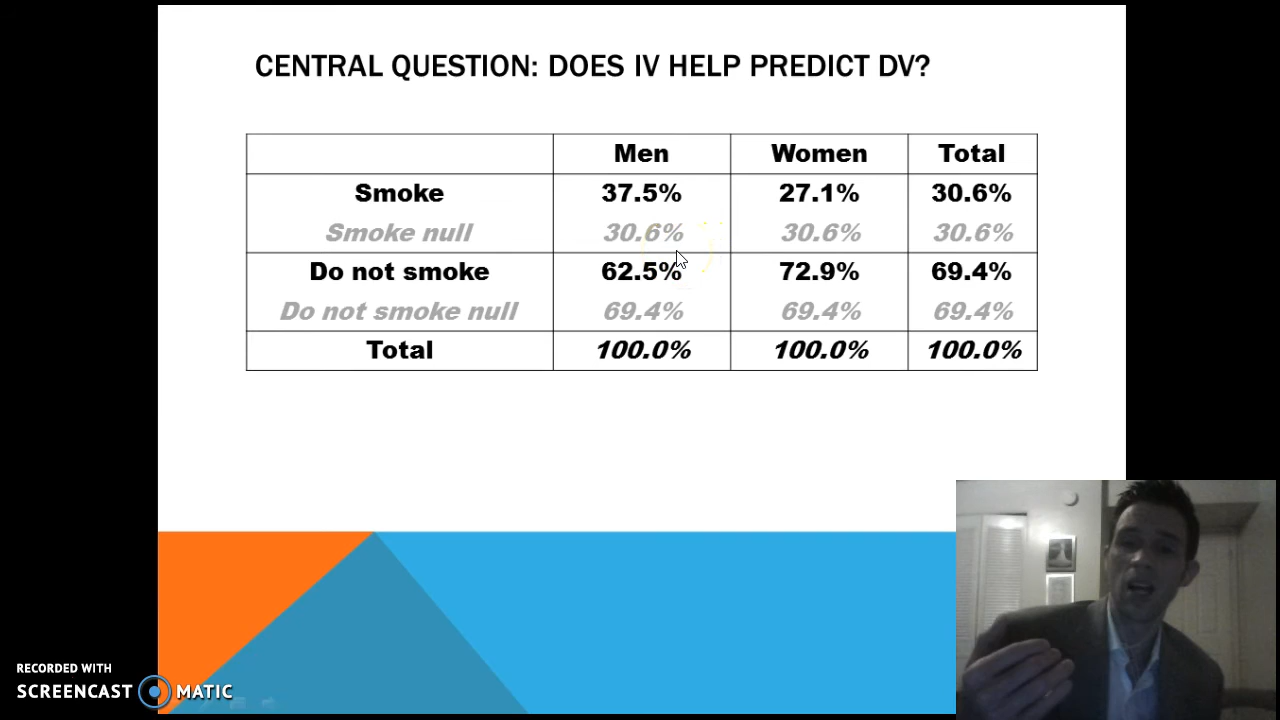 CENTRAL QUESTION: DOES IV HELP PREDICT DV?
Men Women Total
Smoke 37.5% 27.1% 30.6%
Smoke null 30.6% 30.6% 30.6%
Do not smoke 62.5% 72.9% 69.4%
Do not smoke null 69.4% 69.4% 69.4%
Total 100.0% 100.0% 100.0%
RECORDED WITH
SCREENCAST MATIC